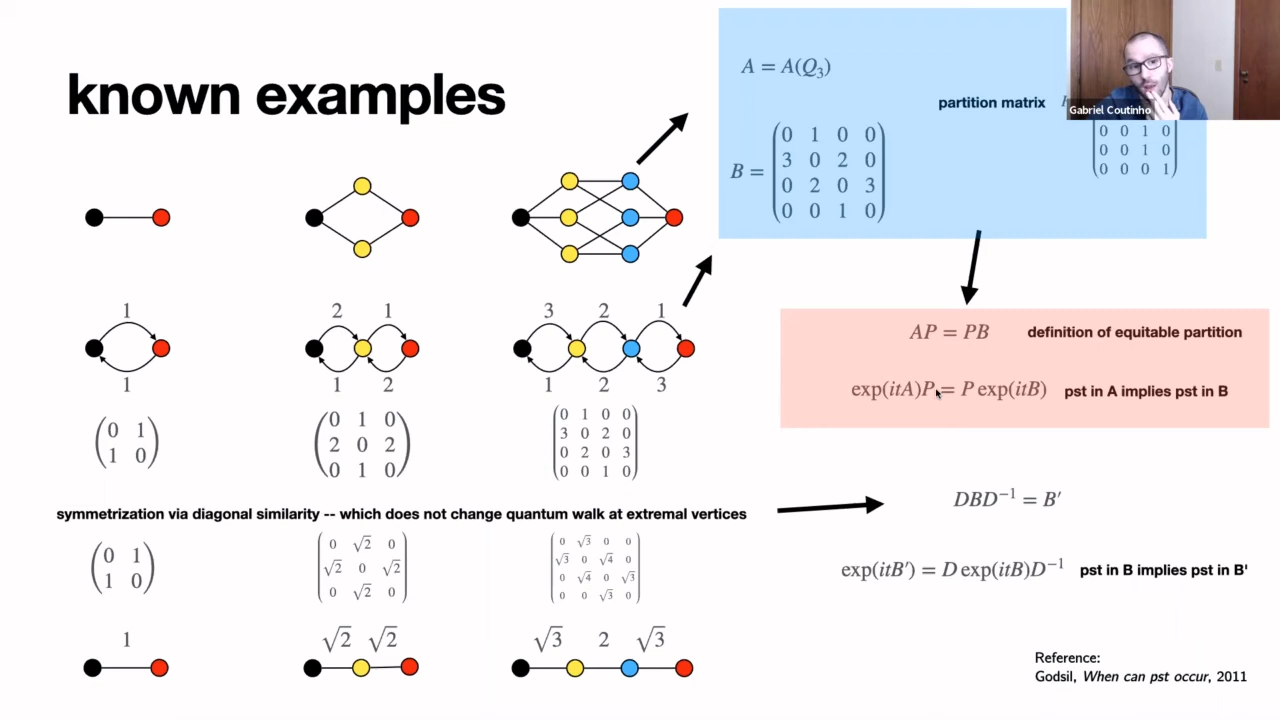 known examples
A = A(Q₃)
partition matrix
Gabriel Coutinho
B =
0 1 0 0
3 0 2 0
0 2 0 3
0 0 1 0
0 0 1 0
0 0 1 0
0 0 0 1
1
1
2 1
1 2
3 2 1
1 2 3
AP = PB definition of equitable partition
exp(itA)P = P exp(itB) pst in A implies pst in B
0 1
1 0
0 1 0
2 0 2
0 1 0
0 1 0 0
3 0 2 0
0 2 0 3
0 0 1 0
symmetrization via diagonal similarity -- which does not change quantum walk at extremal vertices
DBD⁻¹ = B′
0 1
1 0
0 √2 0
√2 0 √2
0 √2 0
0 √3 0 0
√3 0 √4 0
0 √4 0 √3
0 0 √3 0
exp(itB′) = D exp(itB)D⁻¹ pst in B implies pst in B'
1
√2 √2
√3 2 √3
Reference:
Godsil, When can pst occur, 2011